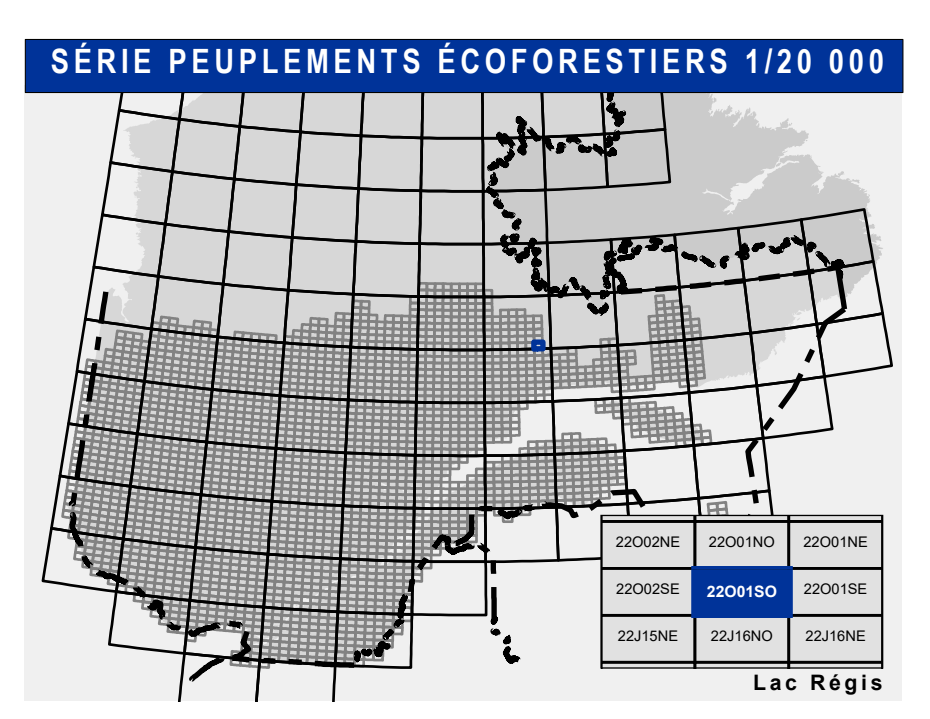 SÉRIE PEUPLEMENTS ÉCOFORESTIERS 1/20 000
22O02NE 22O01NO 22O01NE
22O02SE 22O01SO 22O01SE
22J15NE 22J16NO 22J16NE
Lac Régis